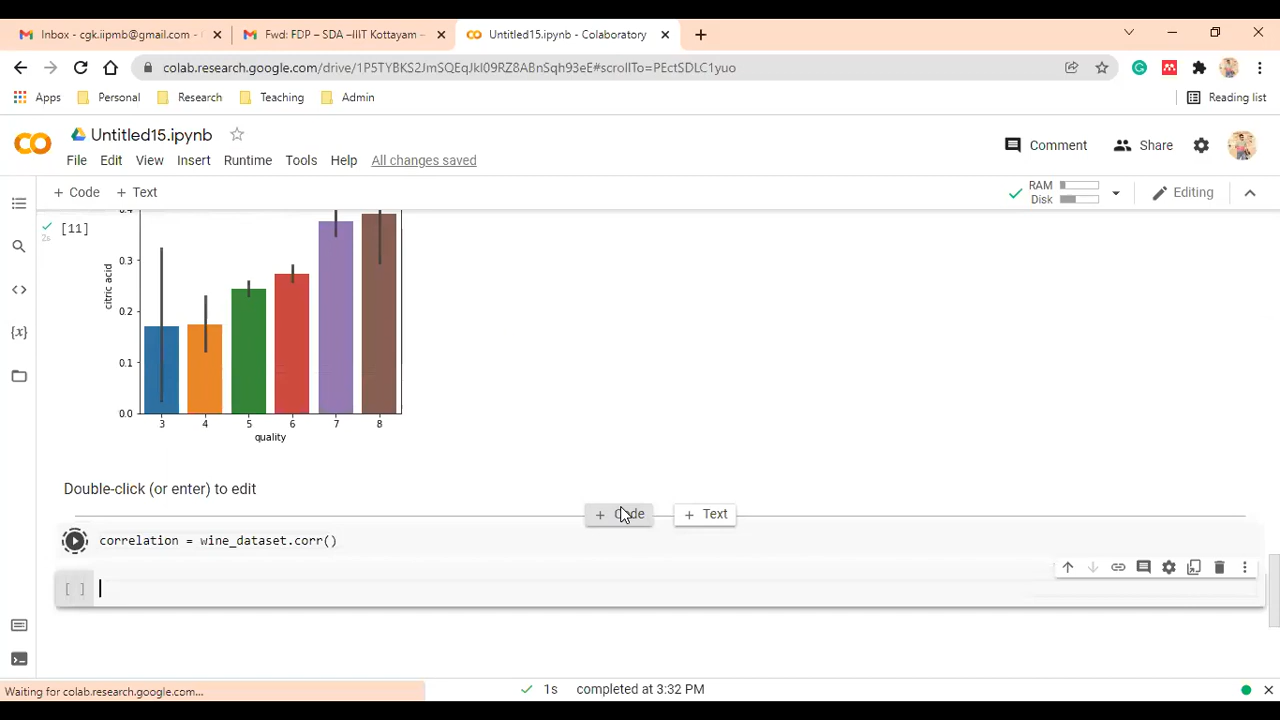 Inbox - cgk.iipmb@gmail.com -
Fwd: FDP – SDA –IIIT Kottayam –
Untitled15.ipynb - Colaboratory
colab.research.google.com/drive/1P5TYBKS2JmSQEqJkl09RZ8ABnSqh93eE#scrollTo=PEctSDLC1yuo
Apps Personal Research Teaching Admin Reading list
Untitled15.ipynb
Comment Share
File Edit View Insert Runtime Tools Help All changes saved
+ Code + Text
RAM
Disk
Editing
[11]
2s
0.4
0.3
0.2
0.1
0.0
citric acid
3 4 5 6 7 8
quality
Double-click (or enter) to edit
+ Code + Text
correlation = wine_dataset.corr()
[ ]
Waiting for colab.research.google.com...
1s completed at 3:32 PM